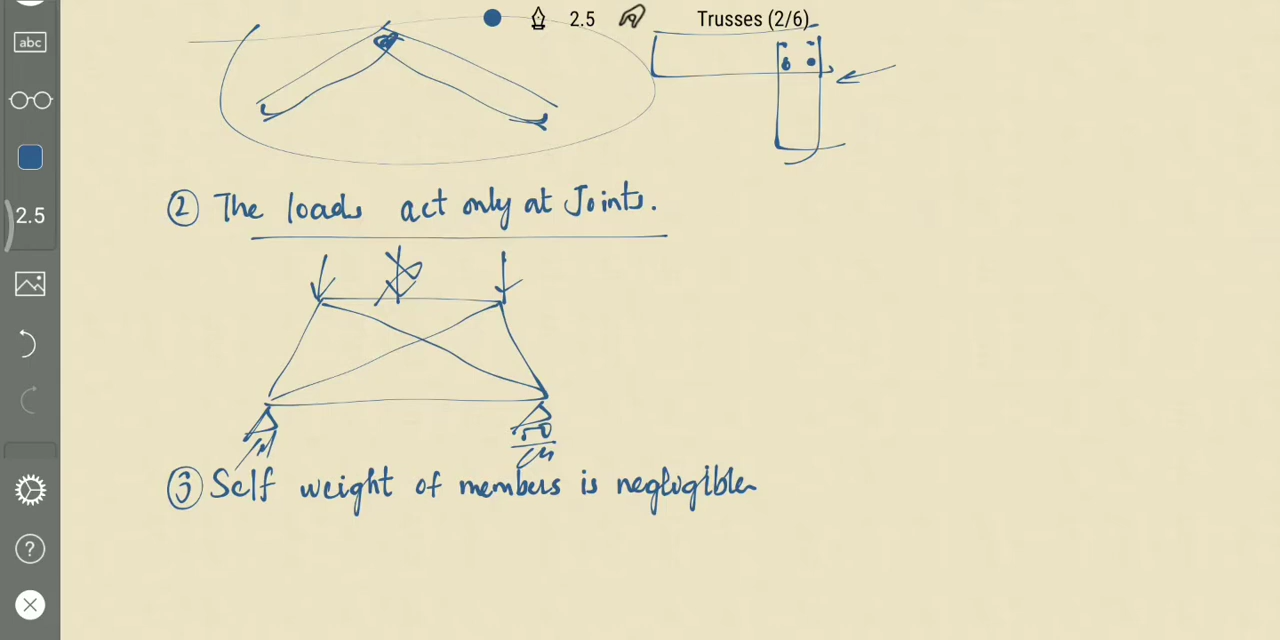 2.5
Trusses (2/6)
abc
2.5
② The loads act only at Joints.
③ Self weight of members is neglugible
?